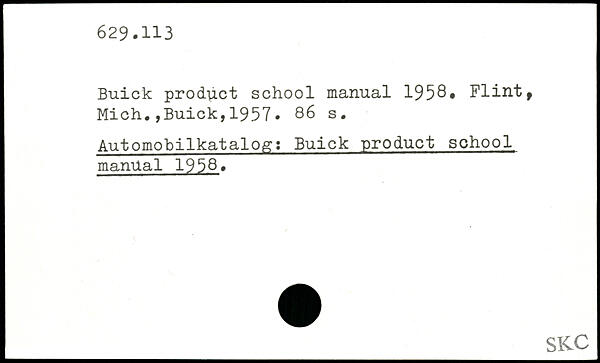 629.113
Buick product school manual 1958. Flint,
Mich.,Buick,1957. 86 s.
Automobilkatalog: Buick product school
manual 1958.
SKC